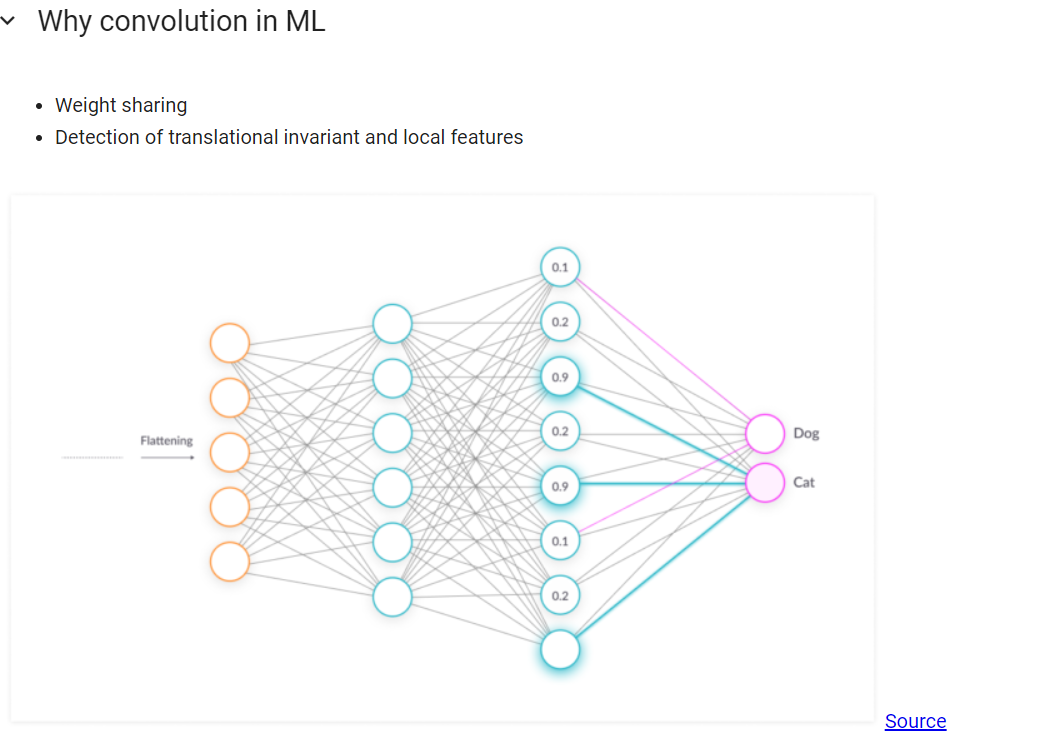 Why convolution in ML
Weight sharing
Detection of translational invariant and local features
0.1
0.2
0.9
0.2
Dog
Flattening
Cat
0.9
0.1
0.2
Source